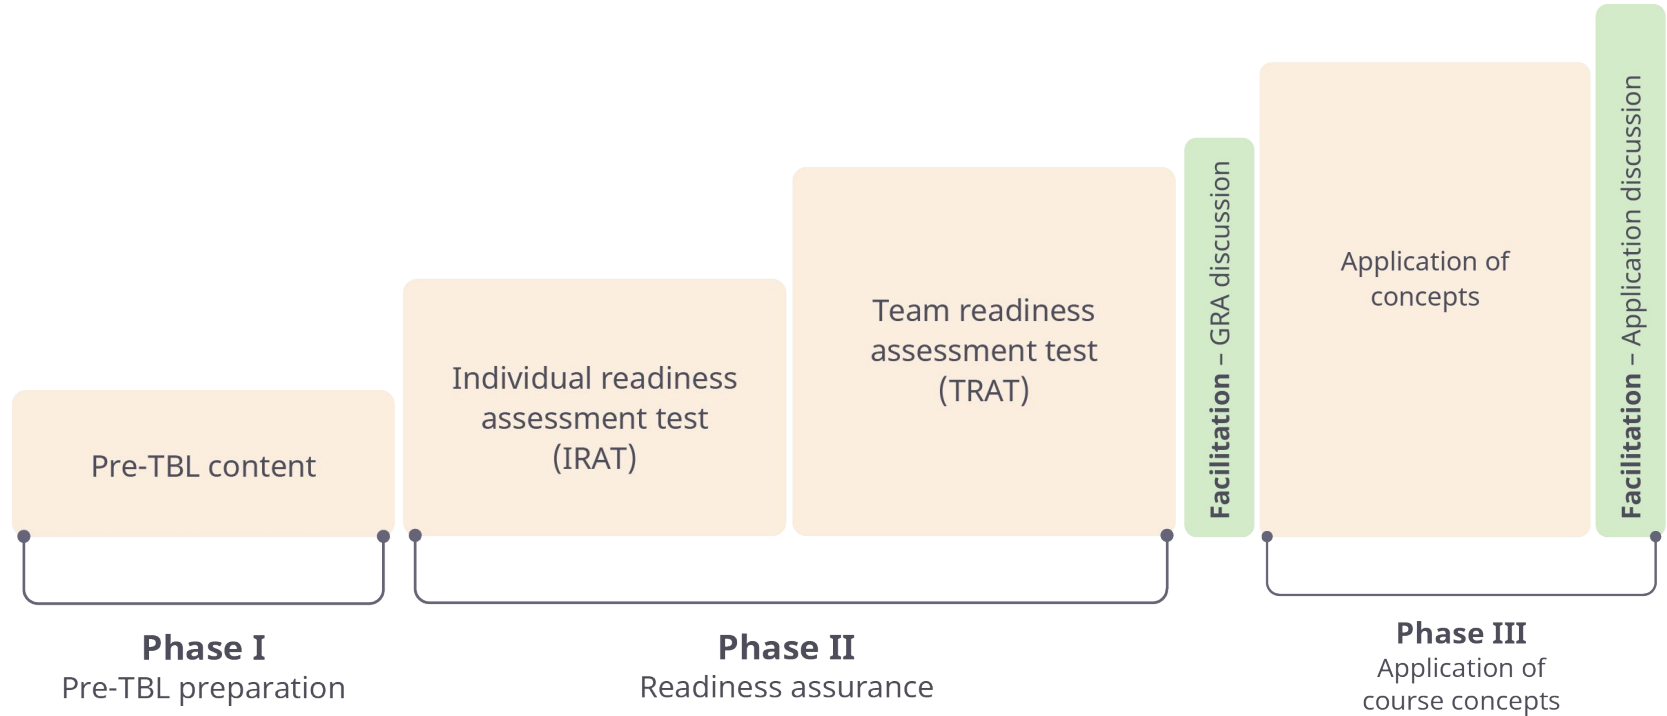 Pre-TBL content
Individual readiness
assessment test
(IRAT)
Team readiness
assessment test
(TRAT)
Facilitation – GRA discussion
Application of
concepts
Facilitation – Application discussion
Phase I
Pre-TBL preparation
Phase II
Readiness assurance
Phase III
Application of
course concepts